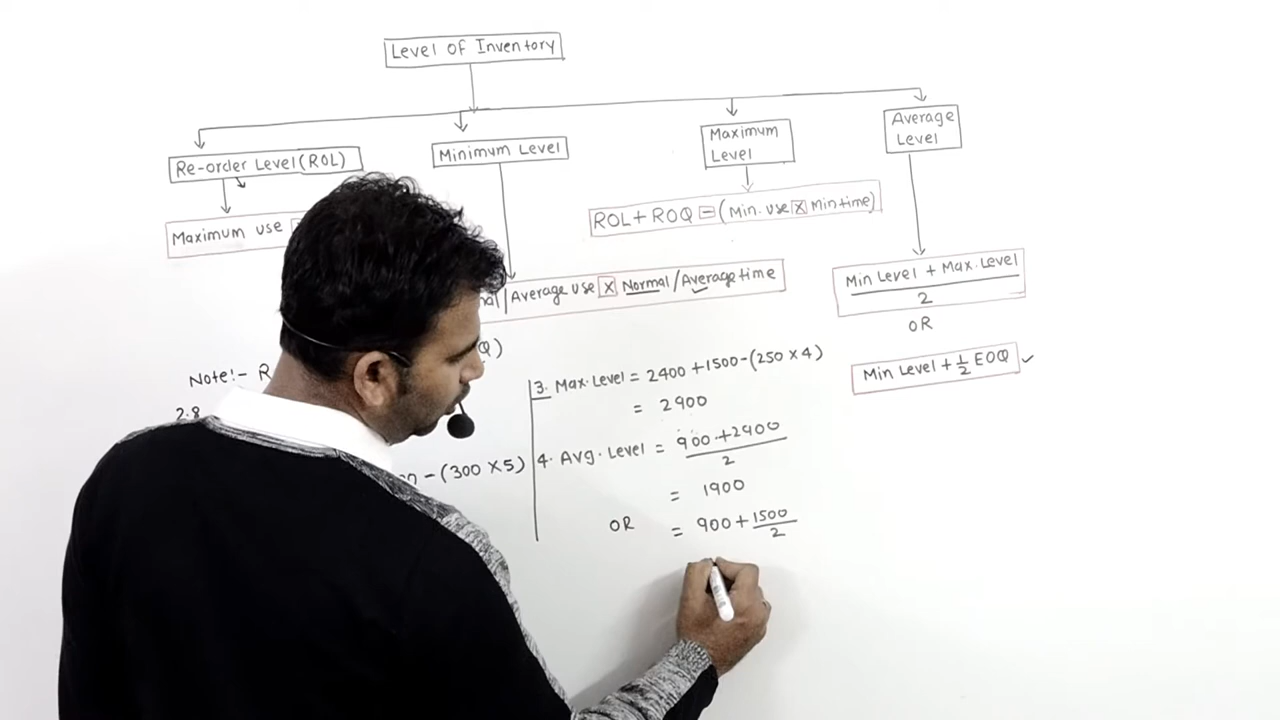 Level of Inventory
Re-order Level (ROL)
Minimum Level
Maximum
Level
Average
Level
Maximum use
ROL + ROQ = (Min. use X Min time)
nal / Average use X Normal / Average time
Min Level + Max. Level
2
OR
Min Level + 1/2 EOQ ✓
Note!- R
Q)
2.8
- (300 X 5)
3. Max. Level = 2400 + 1500 - (250 X 4)
= 2900
4. Avg. Level = 900 + 2900
2
= 1900
OR = 900 + 1500
2